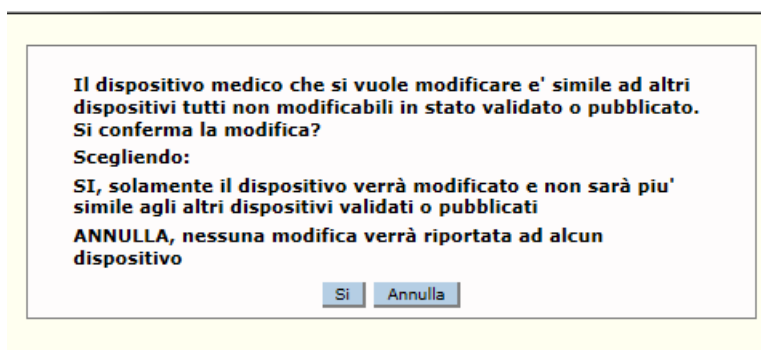 Il dispositivo medico che si vuole modificare e' simile ad altri
dispositivi tutti non modificabili in stato validato o pubblicato.
Si conferma la modifica?
Scegliendo:
SI, solamente il dispositivo verrà modificato e non sarà piu'
simile agli altri dispositivi validati o pubblicati
ANNULLA, nessuna modifica verrà riportata ad alcun
dispositivo
Si Annulla